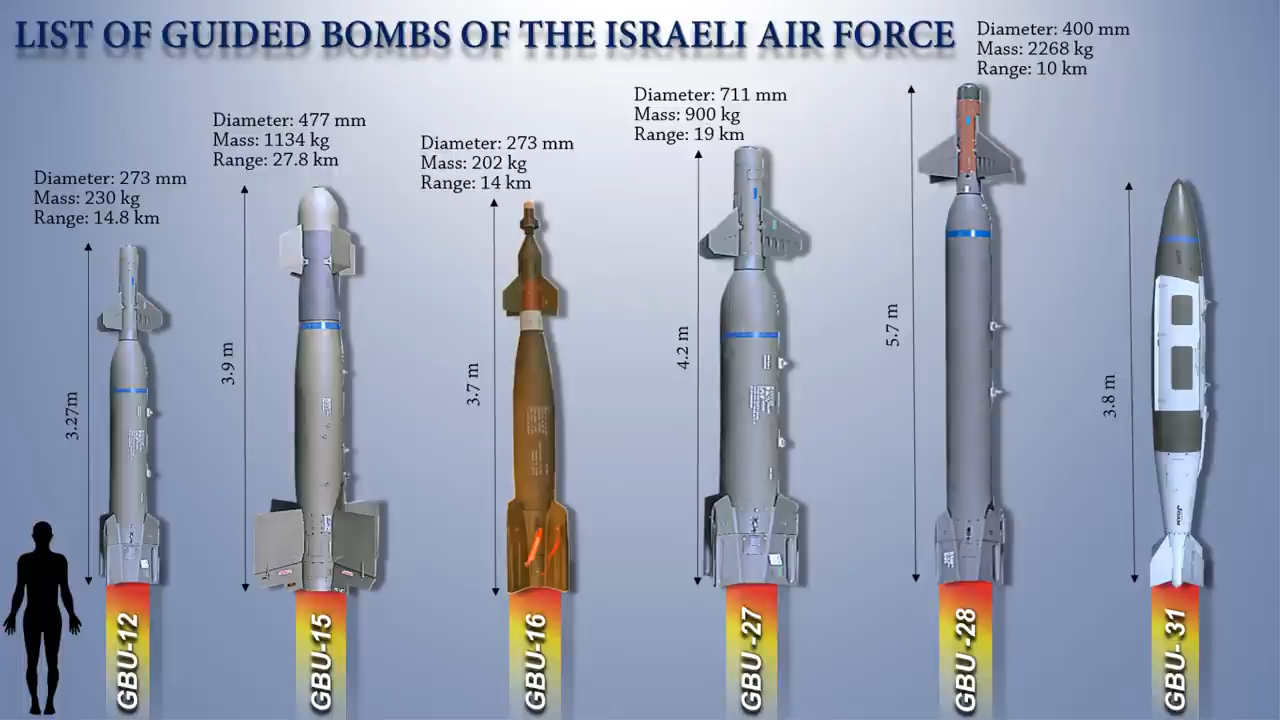 LIST OF GUIDED BOMBS OF THE ISRAELI AIR FORCE
Diameter: 273 mm
Mass: 230 kg
Range: 14.8 km
3.27m
GBU-12
Diameter: 477 mm
Mass: 1134 kg
Range: 27.8 km
3.9 m
GBU-15
Diameter: 273 mm
Mass: 202 kg
Range: 14 km
3.7 m
GBU-16
Diameter: 711 mm
Mass: 900 kg
Range: 19 km
4.2 m
GBU -27
Diameter: 400 mm
Mass: 2268 kg
Range: 10 km
5.7 m
GBU -28
3.8 m
GBU- 31